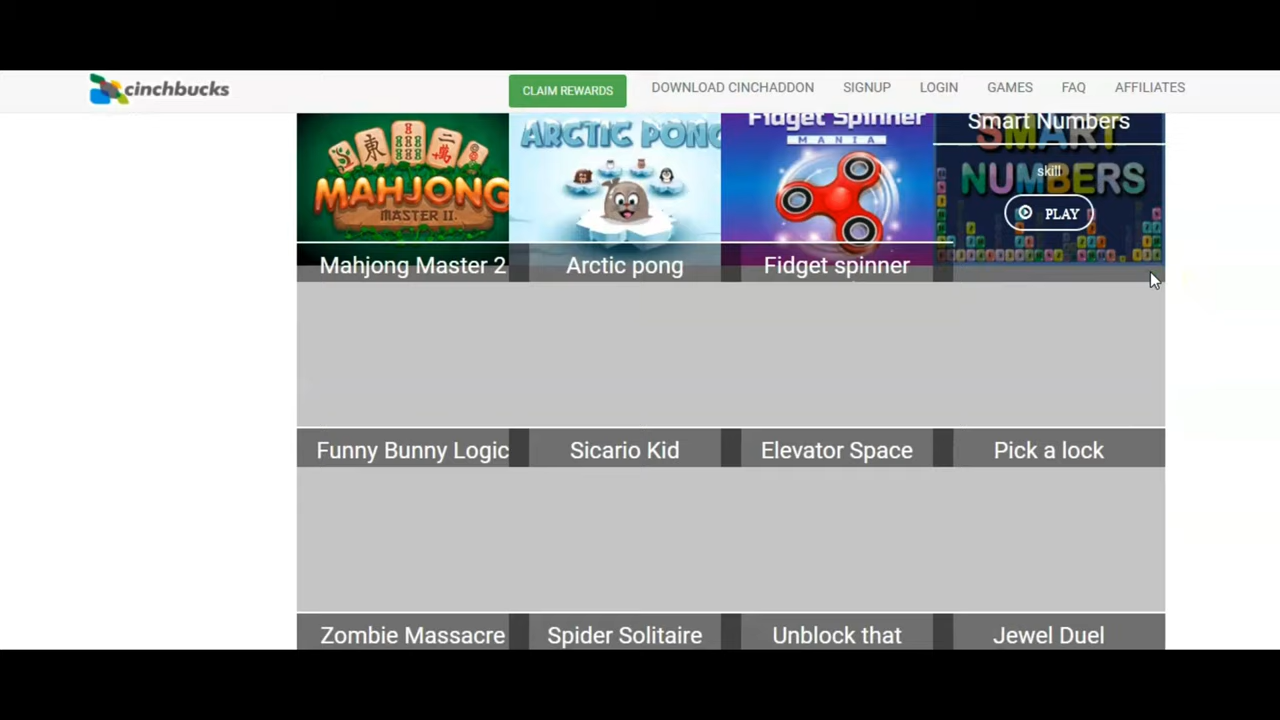 cinchbucks
CLAIM REWARDS
DOWNLOAD CINCHADDON
SIGNUP
LOGIN
GAMES
FAQ
AFFILIATES
MAHJONG
MASTER II
Mahjong Master 2
ARCTIC PONG
Arctic pong
Fidget Spinner
MANIA
Fidget spinner
Smart Numbers
SMART
skill
NUMBERS
PLAY
Funny Bunny Logic
Sicario Kid
Elevator Space
Pick a lock
Zombie Massacre
Spider Solitaire
Unblock that
Jewel Duel